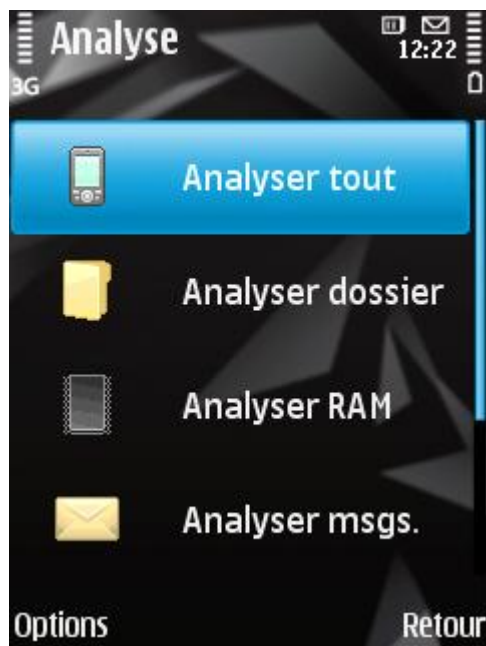 Analyse
12:22
3G
Analyser tout
Analyser dossier
Analyser RAM
Analyser msgs.
Options
Retour